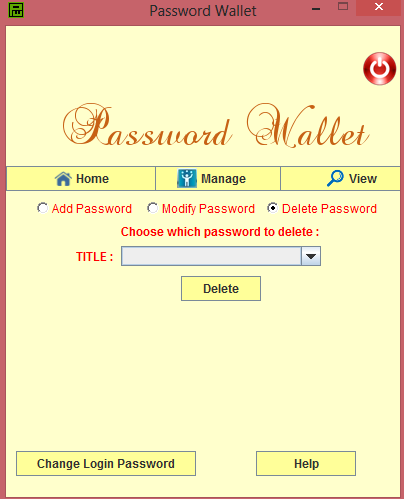 Password Wallet
Password Wallet
Home Manage View
Add Password Modify Password Delete Password
Choose which password to delete :
TITLE :
Delete
Change Login Password Help